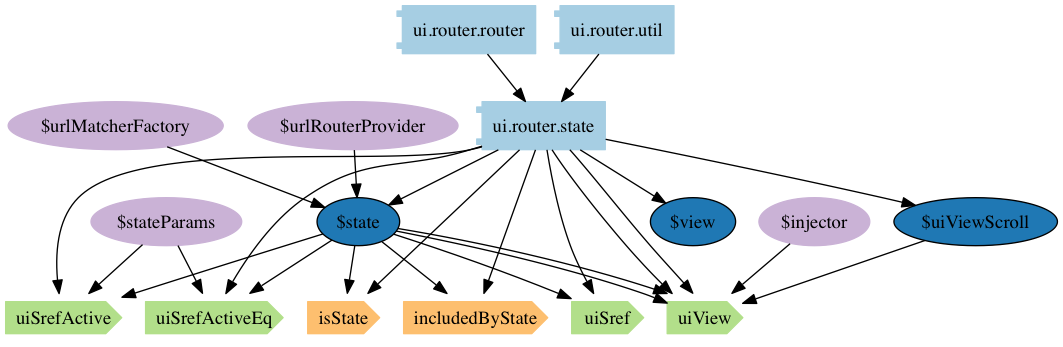 ui.router.router
ui.router.util
$urlMatcherFactory
$urlRouterProvider
ui.router.state
$stateParams
$state
$view
$injector
$uiViewScroll
uiSrefActive
uiSrefActiveEq
isState
includedByState
uiSref
uiView